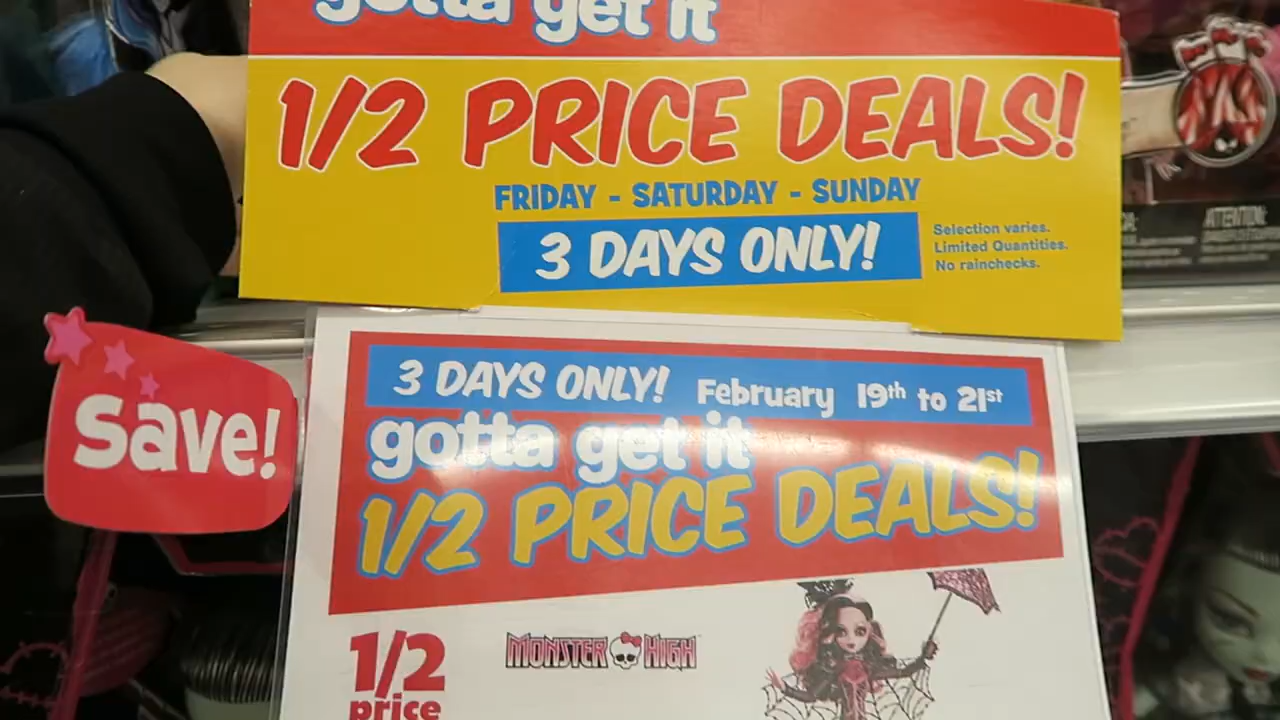 gotta get it
1/2 PRICE DEALS!
FRIDAY - SATURDAY - SUNDAY
3 DAYS ONLY!
Selection varies.
Limited Quantities.
No rainchecks.
ATTENTION:
Save!
3 DAYS ONLY! February 19th to 21st
gotta get it
1/2 PRICE DEALS!
1/2
price
MONSTER HIGH